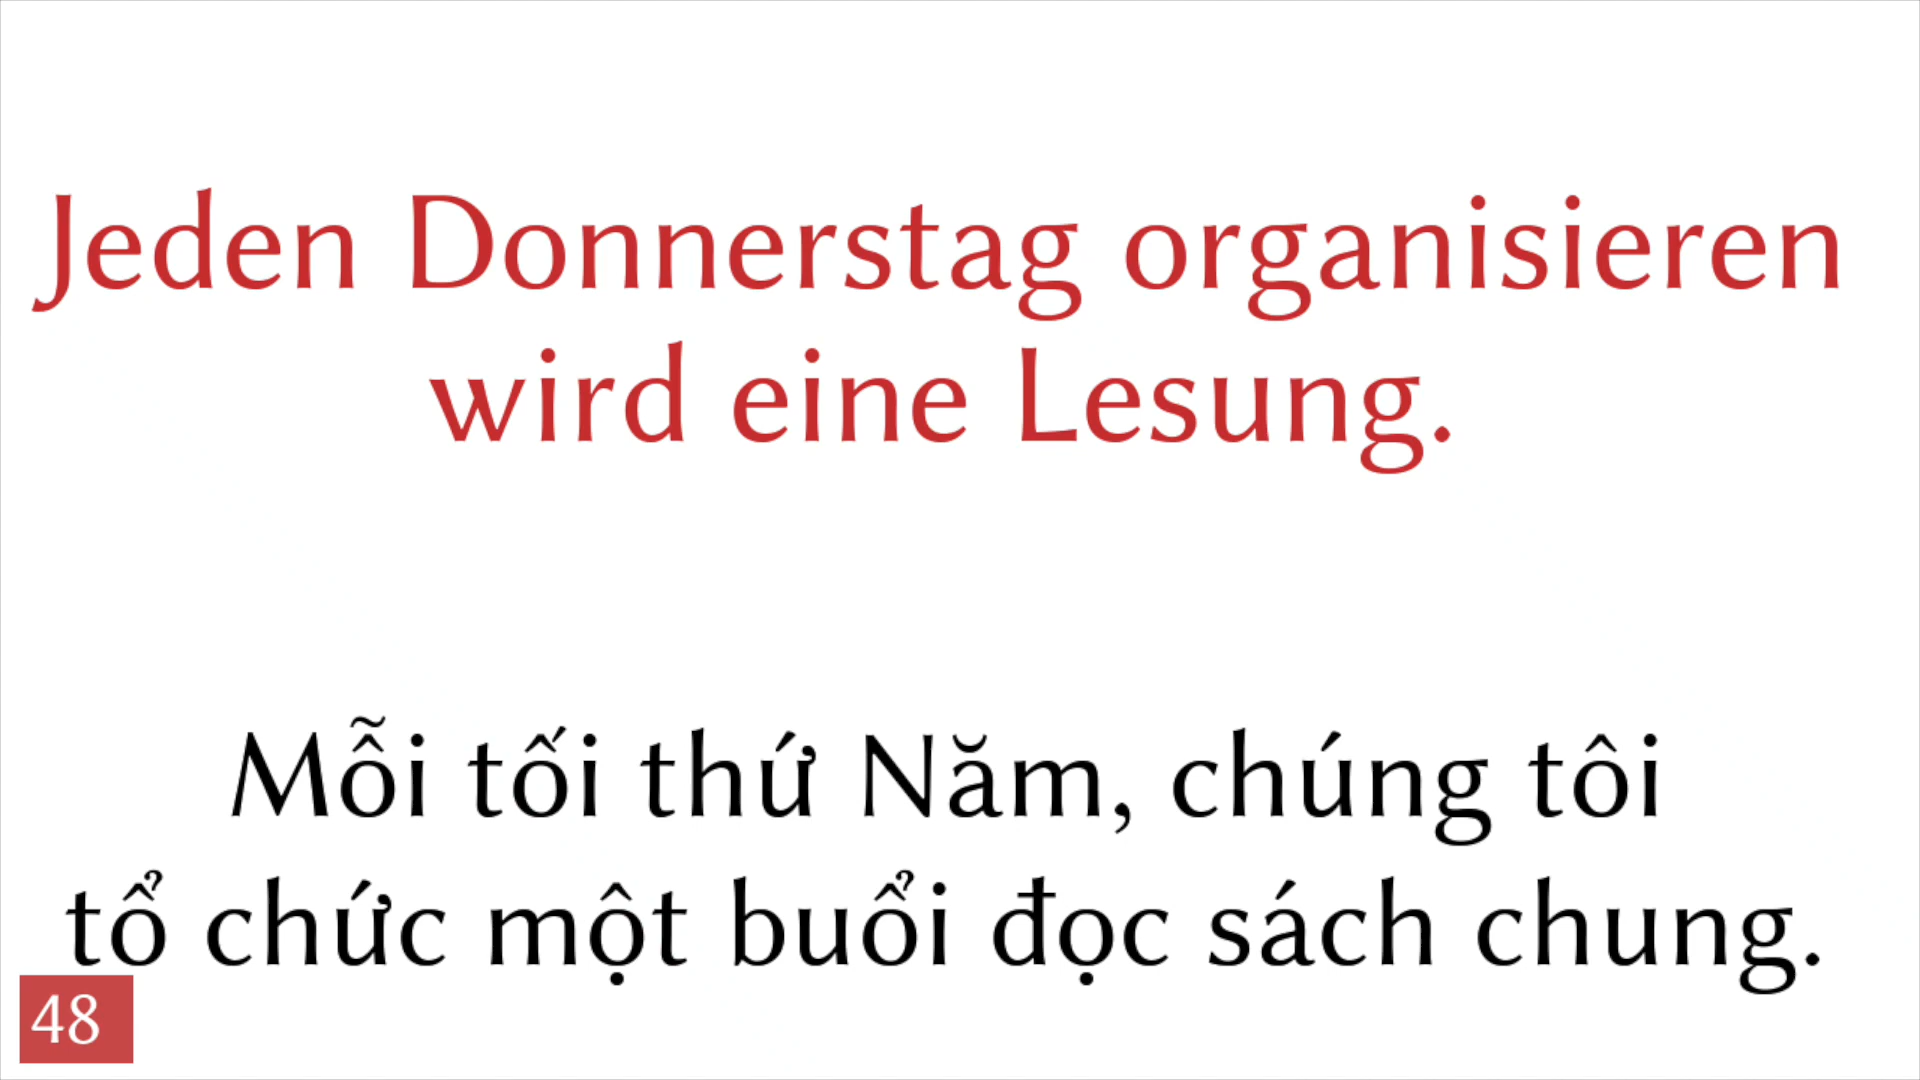 Jeden Donnerstag organisieren
wird eine Lesung.
Mỗi tối thứ Năm, chúng tôi
tổ chức một buổi đọc sách chung.
48